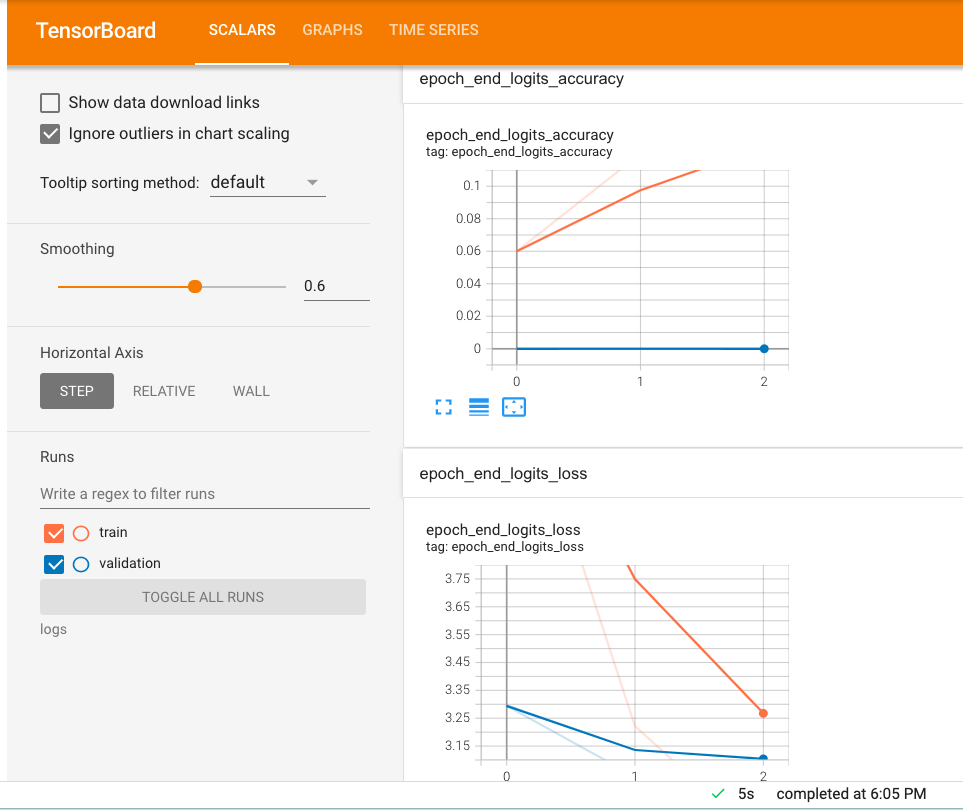 TensorBoard SCALARS GRAPHS TIME SERIES
Show data download links
Ignore outliers in chart scaling
Tooltip sorting method: default
Smoothing
0.6
Horizontal Axis
STEP RELATIVE WALL
Runs
Write a regex to filter runs
train
validation
TOGGLE ALL RUNS
logs
epoch_end_logits_accuracy
epoch_end_logits_accuracy
tag: epoch_end_logits_accuracy
0.1
0.08
0.06
0.04
0.02
0
0 1 2
epoch_end_logits_loss
epoch_end_logits_loss
tag: epoch_end_logits_loss
3.75
3.65
3.55
3.45
3.35
3.25
3.15
0 1 2
5s completed at 6:05 PM